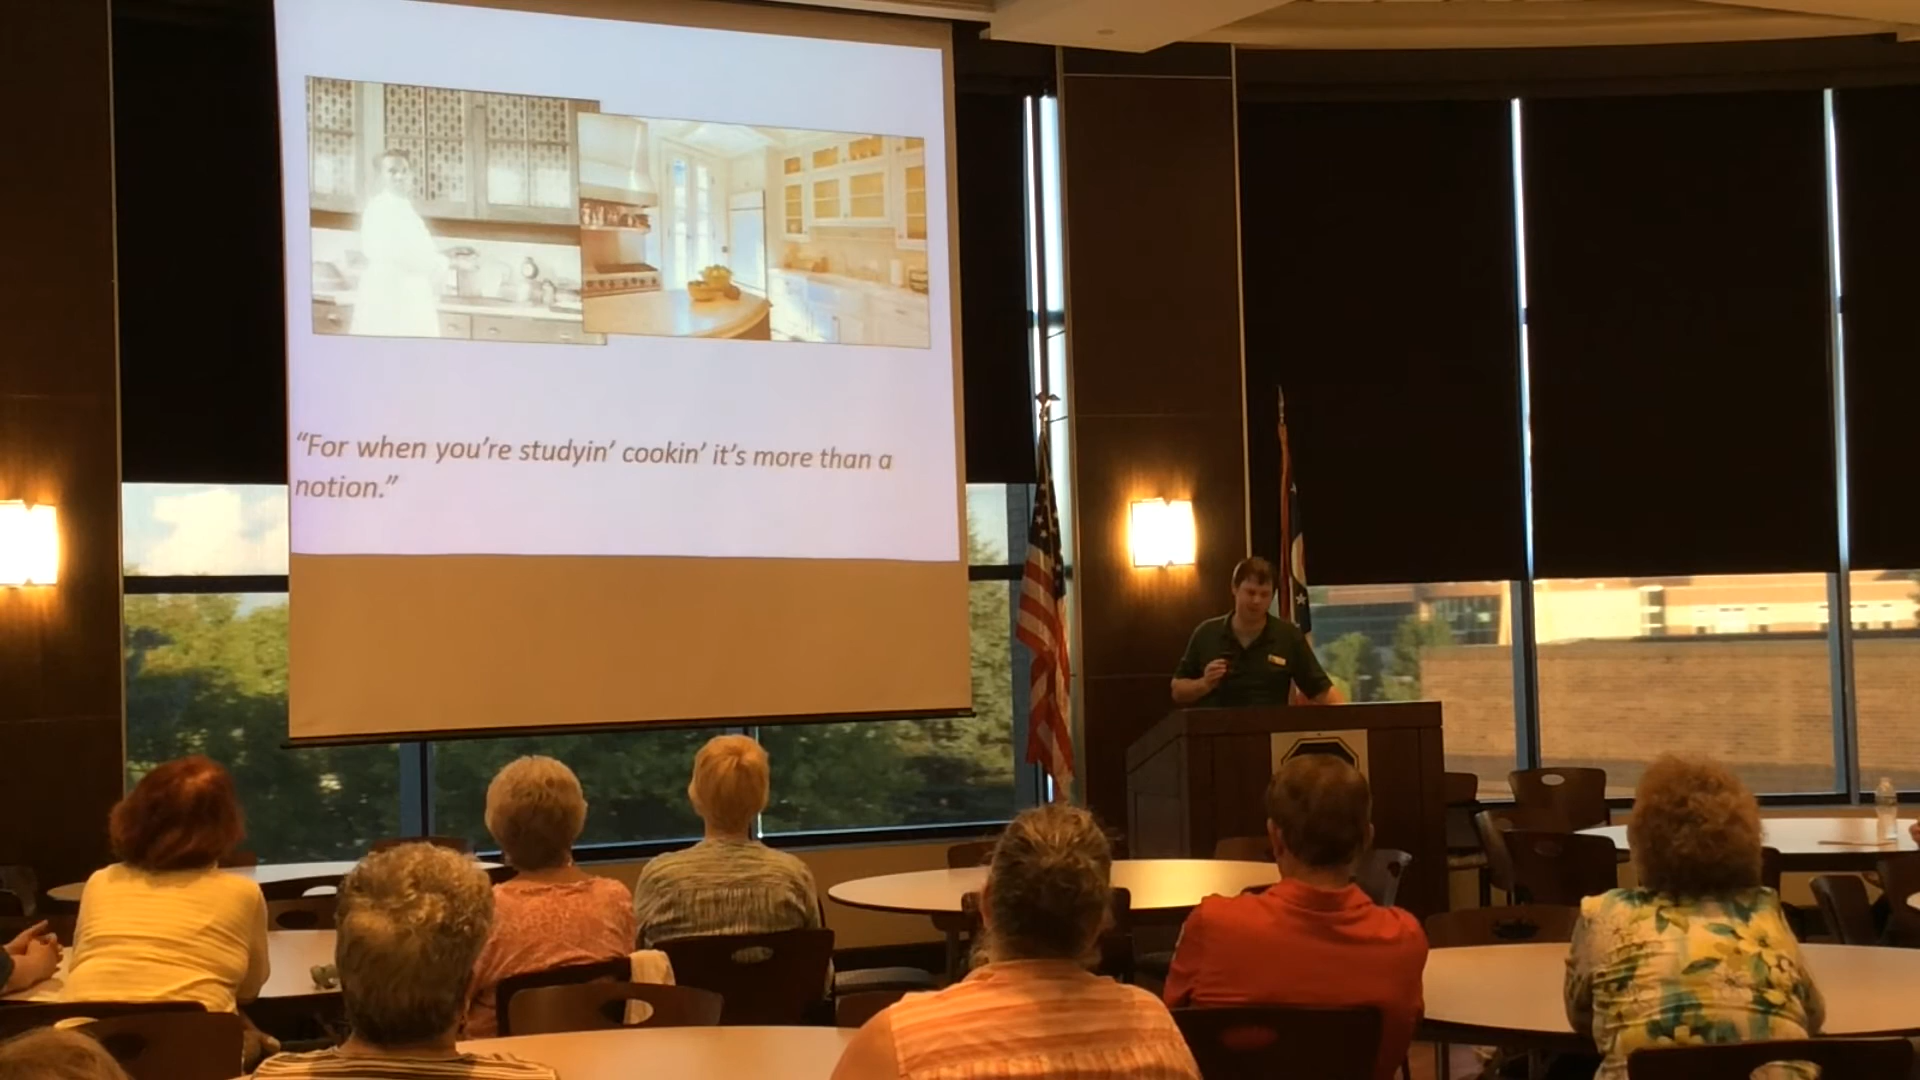 “For when you’re studyin’ cookin’ it’s more than a
notion.”